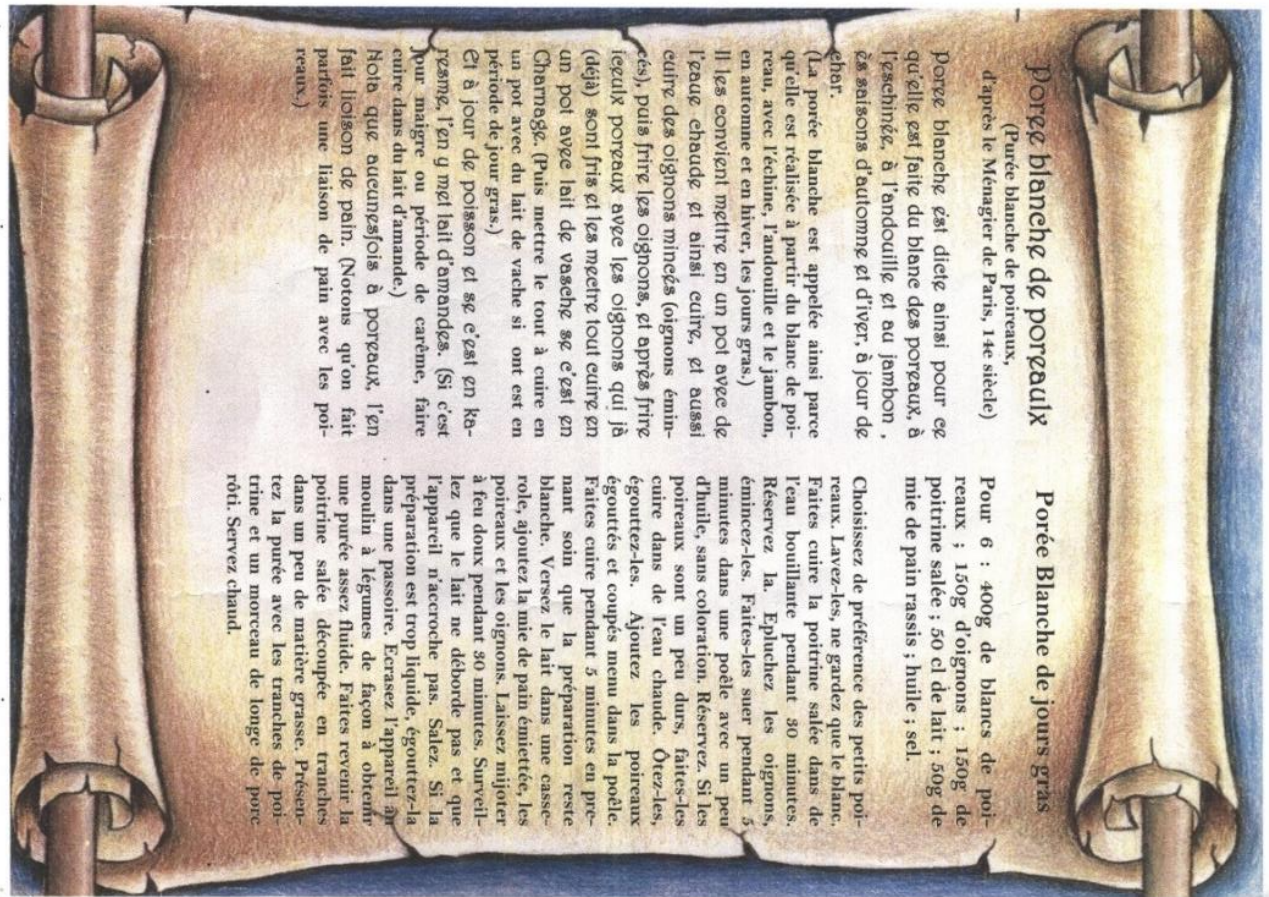 Poree blanche de poreaulx
(Purée blanche de poireaux,
d'après le Ménagier de Paris, 14e siècle)
Poree blanche est dicte ainsi pour ce
qu'elle est faite du blanc des poreaux, à
l'eschinée, à l'andouille et au jambon ,
ès saisons d'automne et d'iver, à jour de
char.
(La porée blanche est appelée ainsi parce
qu'elle est réalisée à partir du blanc de poi-
reau, avec l'échine, l'andouille et le jambon,
en automne et en hiver, les jours gras.)
Il les convient mettre en un pot avec de
l'eaue chaude et ainsi cuire, et aussi
cuire des oignons mincés (oignons émin-
cés), puis frire les oignons, et après frire
iceulx poreaux avec les oignons qui jà
(déjà) sont fris et les mectre tout cuire en
un pot avec lait de vasche se c'est en
Charnage. (Puis mettre le tout à cuire en
un pot avec du lait de vache si ont est en
période de jour gras.)
Et à jour de poisson et se c'est en ka-
resme, l'en y met lait d'amandes. (Si c'est
Jour maigre ou période de carême, faire
cuire dans du lait d'amande.)
Nota que aucunesfois à poreaux, l'en
fait lioison de pain. (Notons qu'on fait
parfois une liaison de pain avec les poi-
reaux.)
Porée Blanche de jours gras
Pour 6 : 400g de blancs de poi-
reaux ; 150g d'oignons ; 150g de
poitrine salée ; 50 cl de lait ; 50g de
mie de pain rassis ; huile ; sel.
Choisissez de préférence des petits poi-
reaux. Lavez-les, ne gardez que le blanc.
Faites cuire la poitrine salée dans de
l'eau bouillante pendant 30 minutes.
Réservez la. Epluchez les oignons,
émincez-les. Faites-les suer pendant 5
minutes dans une poêle avec un peu
d'huile, sans coloration. Réservez. Si les
poireaux sont un peu durs, faites-les
cuire dans de l'eau chaude. Ôrez-les,
égouttez-les. Ajoutez les poireaux
égouttés et coupés menu dans la poêle.
Faites cuire pendant 5 minutes en pre-
nant soin que la préparation reste
blanche. Versez le lait dans une casse-
role, ajoutez la mie de pain émiettée, les
poireaux et les oignons. Laissez mijoter
à feu doux pendant 30 minutes. Surveil-
lez que le lait ne déborde pas et que
l'appareil n'accroche pas. Salez. Si la
préparation est trop liquide, égouttez-la
dans une passoire. Ecrasez l'appareil au
moulin à légumes de façon à obtenir
une purée assez fluide. Faites revenir la
poitrine salée découpée en tranches
dans un peu de matière grasse. Présen-
tez la purée avec les tranches de poi-
trine et un morceau de longe de porc
rôti. Servez chaud.